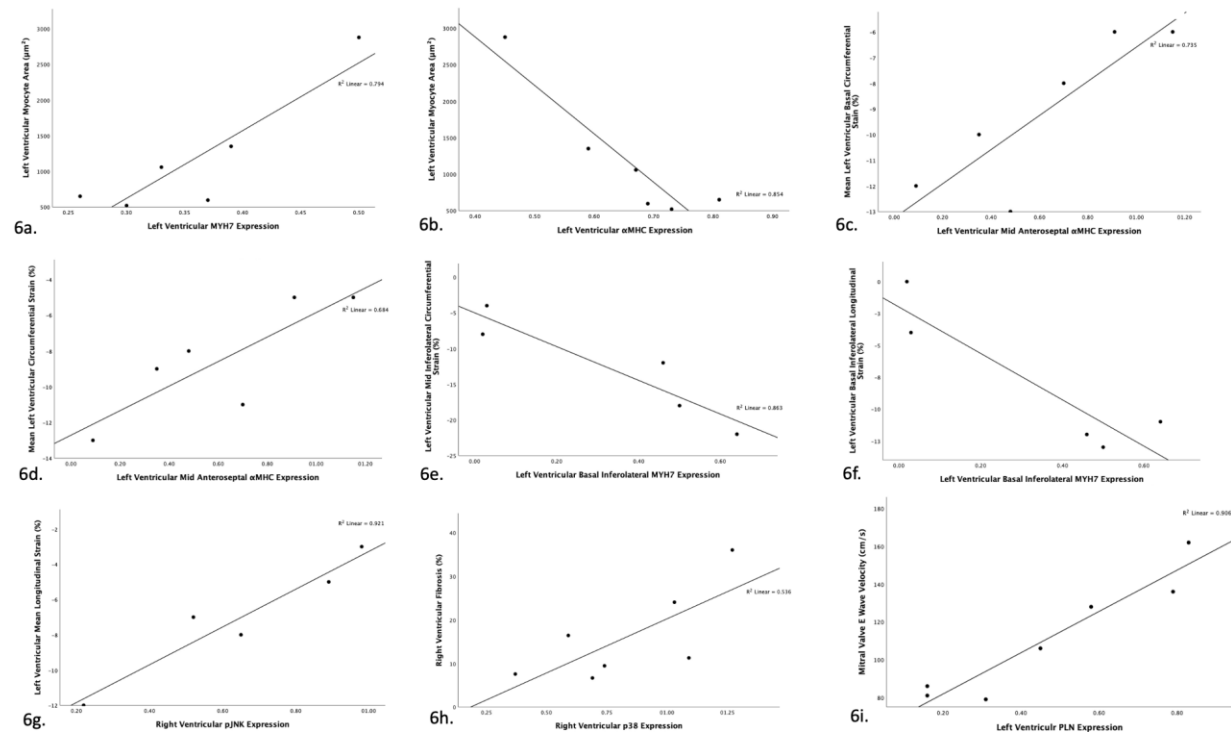 Left Ventricular Myocyte Area (μm²)
3000
2500
2000
1500
1000
500
R² Linear = 0.794
0.25 0.30 0.35 0.40 0.45 0.50
Left Ventricular MYH7 Expression
6a.
Left Ventricular Myocyte Area (μm²)
3000
2500
2000
1500
1000
500
R² Linear = 0.854
0.40 0.50 0.60 0.70 0.80 0.90
Left Ventricular αMHC Expression
6b.
Mean Left Ventricular Basal Circumferential
Stain (%)
-6
-7
-8
-9
-10
-11
-12
-13
R² Linear = 0.735
0.00 0.20 0.40 0.60 0.80 01.00 01.20
Left Ventricular Mid Anteroseptal αMHC Expression
6c.
Mean Left Ventricular Circumferential Strain (%)
-4
-6
-8
-10
-12
-14
R² Linear = 0.684
0.00 0.20 0.40 0.60 0.80 01.00 01.20
Left Ventricular Mid Anteroseptal αMHC Expression
6d.
Left Ventricular Mid Inferolateral Circumferential
Strain (%)
0
-5
-10
-15
-20
-25
R² Linear = 0.863
0.00 0.20 0.40 0.60
Left Ventricular Basal Inferolateral MYH7 Expression
6e.
Left Ventricular Basal Inferolateral Longitudinal
Strain (%)
0
-3
-5
-8
-10
-13
0.00 0.20 0.40 0.60
Left Ventricular Basal Inferolateral MYH7 Expression
6f.
Left Ventricular Mean Longitudinal Strain (%)
-2
-4
-6
-8
-10
-12
R² Linear = 0.921
0.20 0.40 0.60 0.80 01.00
Right Ventricular pJNK Expression
6g.
Right Ventricular Fibrosis (%)
40
30
20
10
0
R² Linear = 0.536
0.25 0.50 0.75 01.00 01.25
Right Ventricular p38 Expression
6h.
Mitral Valve E Wave Velocity (cm/s)
180
160
140
120
100
80
R² Linear = 0.906
0.20 0.40 0.60 0.80
Left Ventriculr PLN Expression
6i.